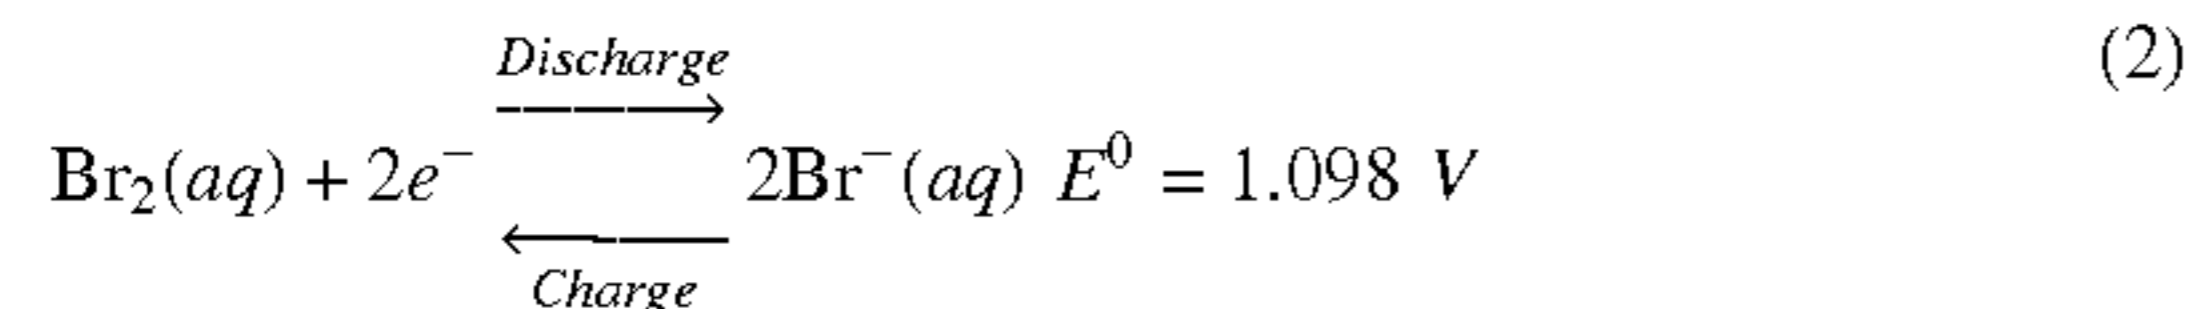 Discharge (2)
Br₂(aq) + 2e⁻ ⟶ ⟵ 2Br⁻(aq) E⁰ = 1.098 V
Charge